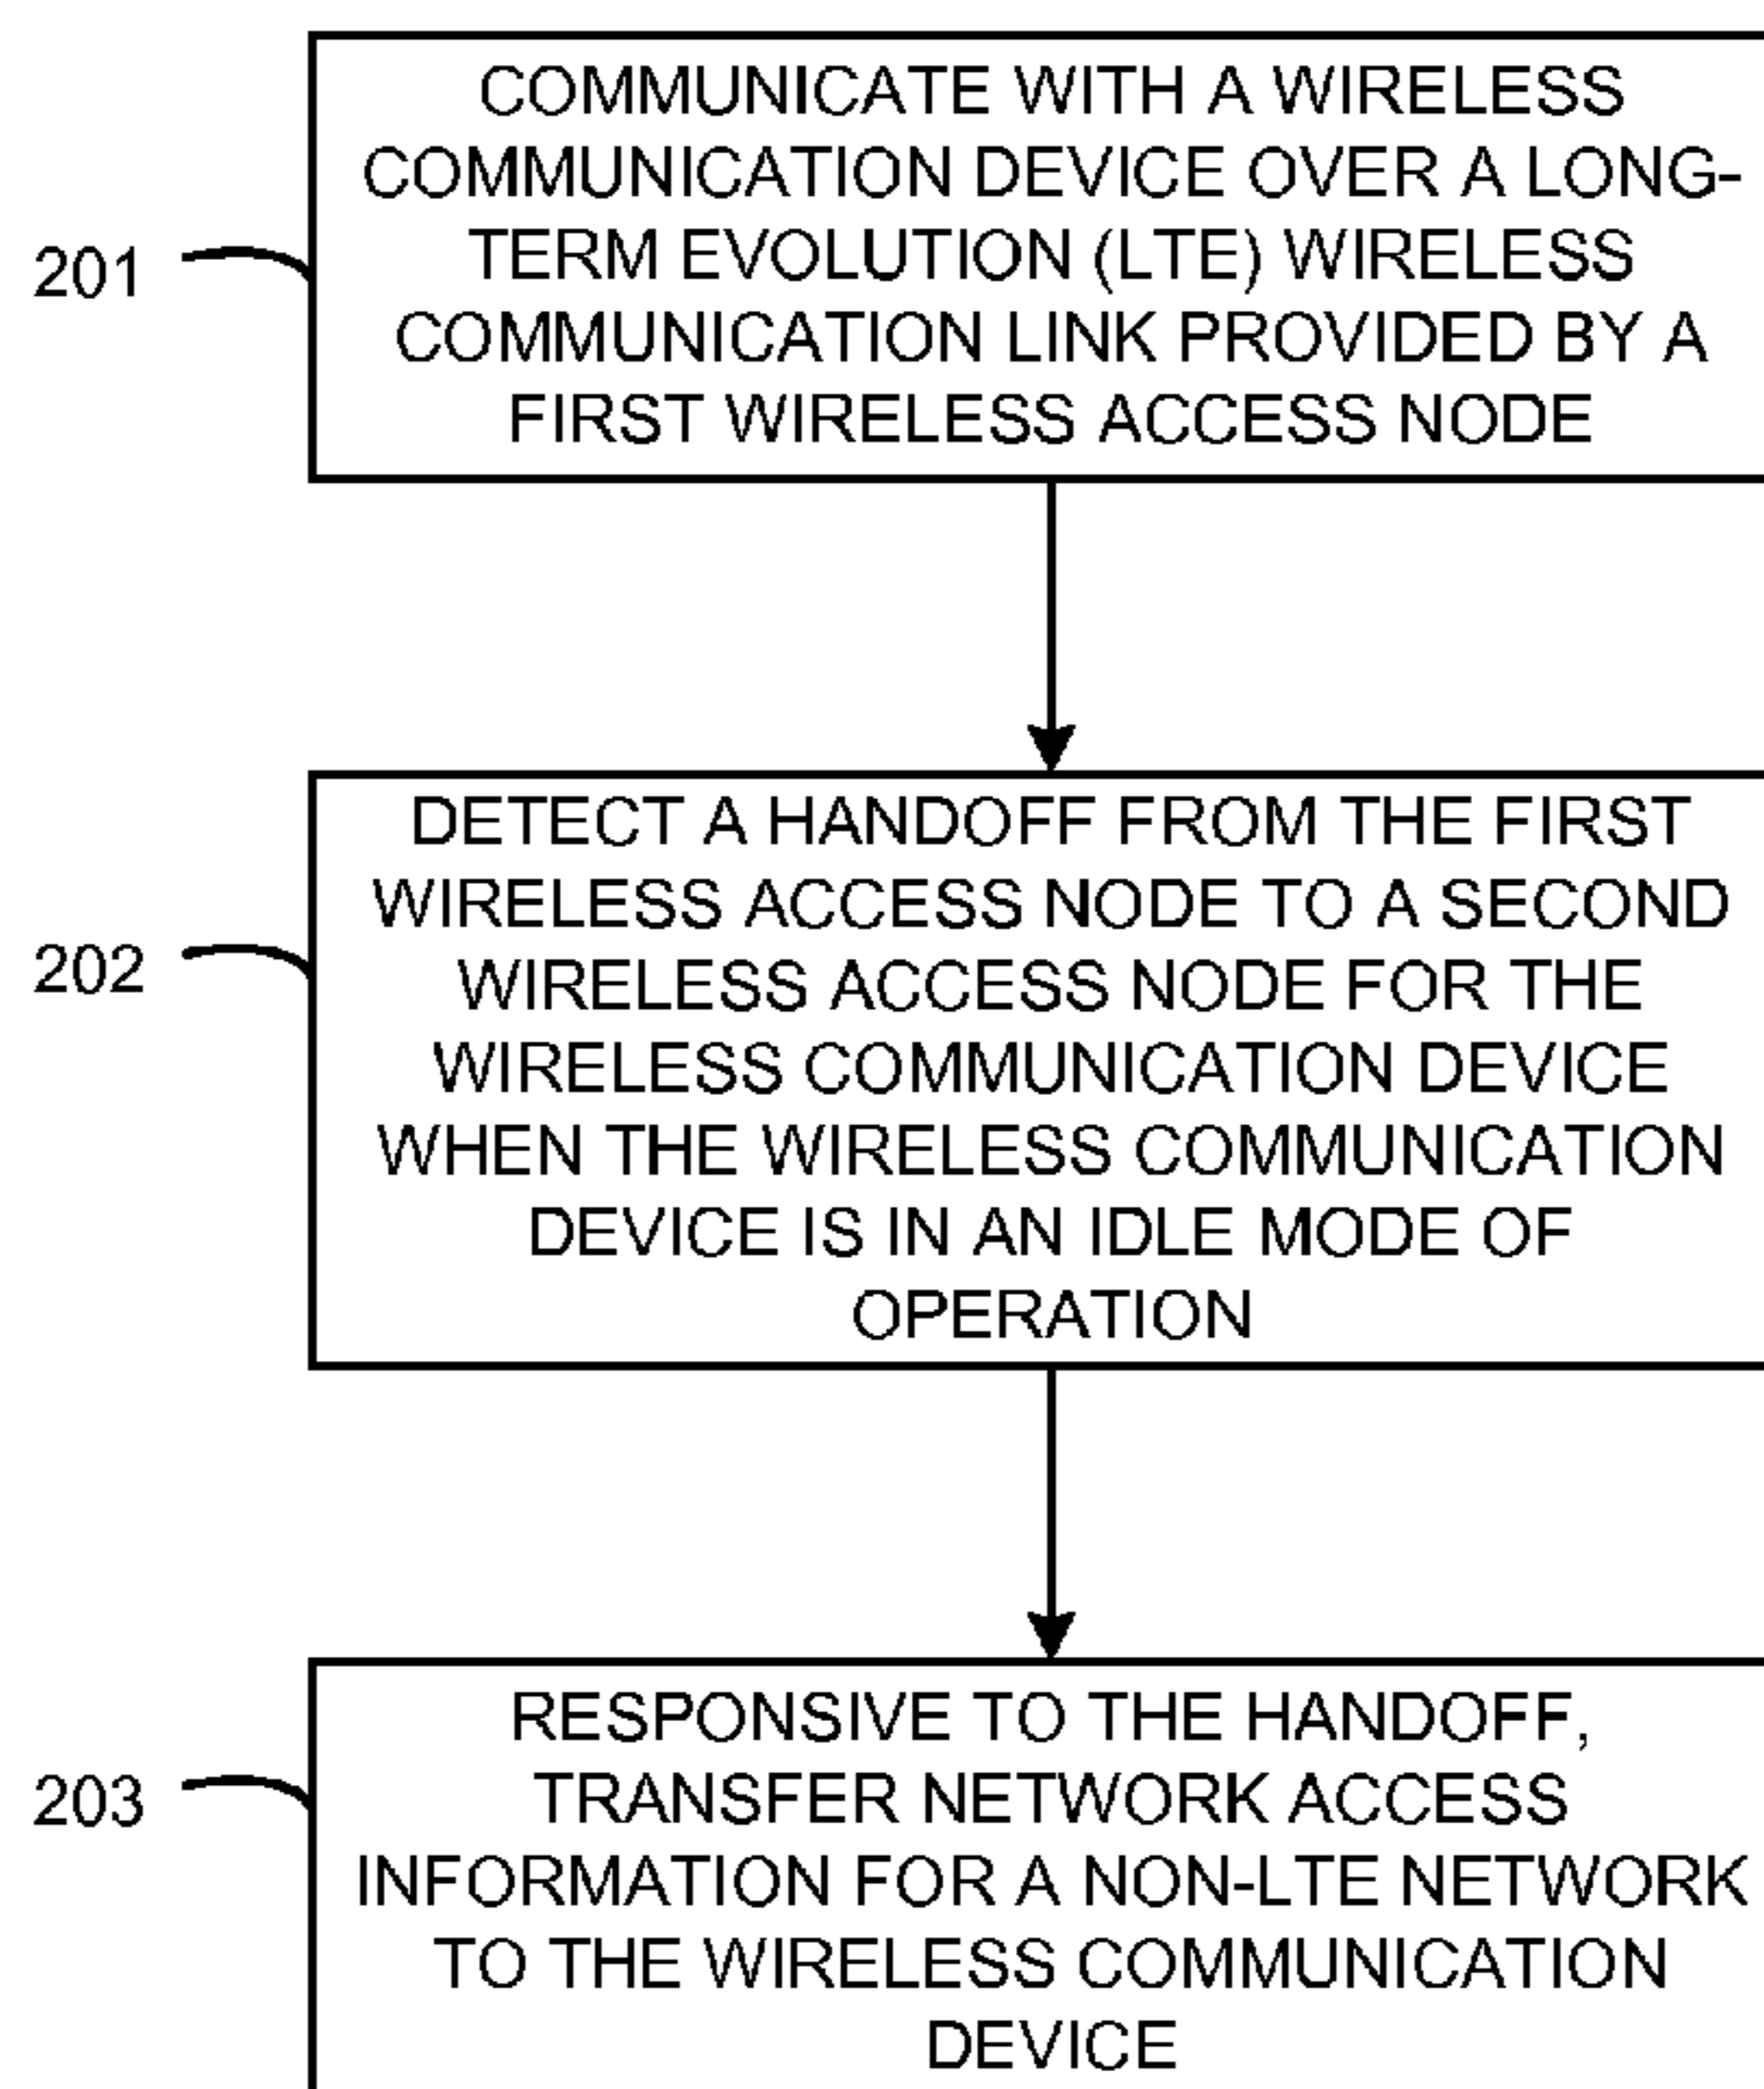 COMMUNICATE WITH A WIRELESS
COMMUNICATION DEVICE OVER A LONG-
TERM EVOLUTION (LTE) WIRELESS
COMMUNICATION LINK PROVIDED BY A
FIRST WIRELESS ACCESS NODE
201
DETECT A HANDOFF FROM THE FIRST
WIRELESS ACCESS NODE TO A SECOND
WIRELESS ACCESS NODE FOR THE
WIRELESS COMMUNICATION DEVICE
WHEN THE WIRELESS COMMUNICATION
DEVICE IS IN AN IDLE MODE OF
OPERATION
202
RESPONSIVE TO THE HANDOFF,
TRANSFER NETWORK ACCESS
INFORMATION FOR A NON-LTE NETWORK
TO THE WIRELESS COMMUNICATION
DEVICE
203